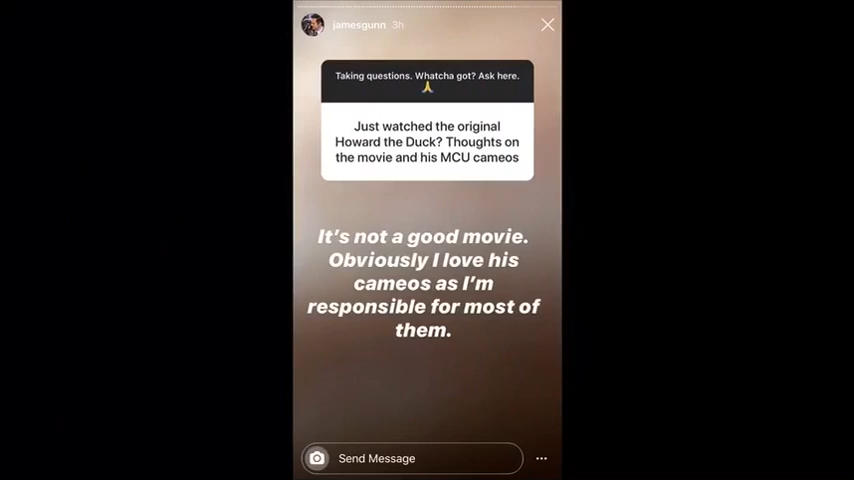 jamesgunn 3h
Taking questions. Whatcha got? Ask here.
🙏
Just watched the original
Howard the Duck? Thoughts on
the movie and his MCU cameos
It's not a good movie.
Obviously I love his
cameos as I'm
responsible for most of
them.
Send Message